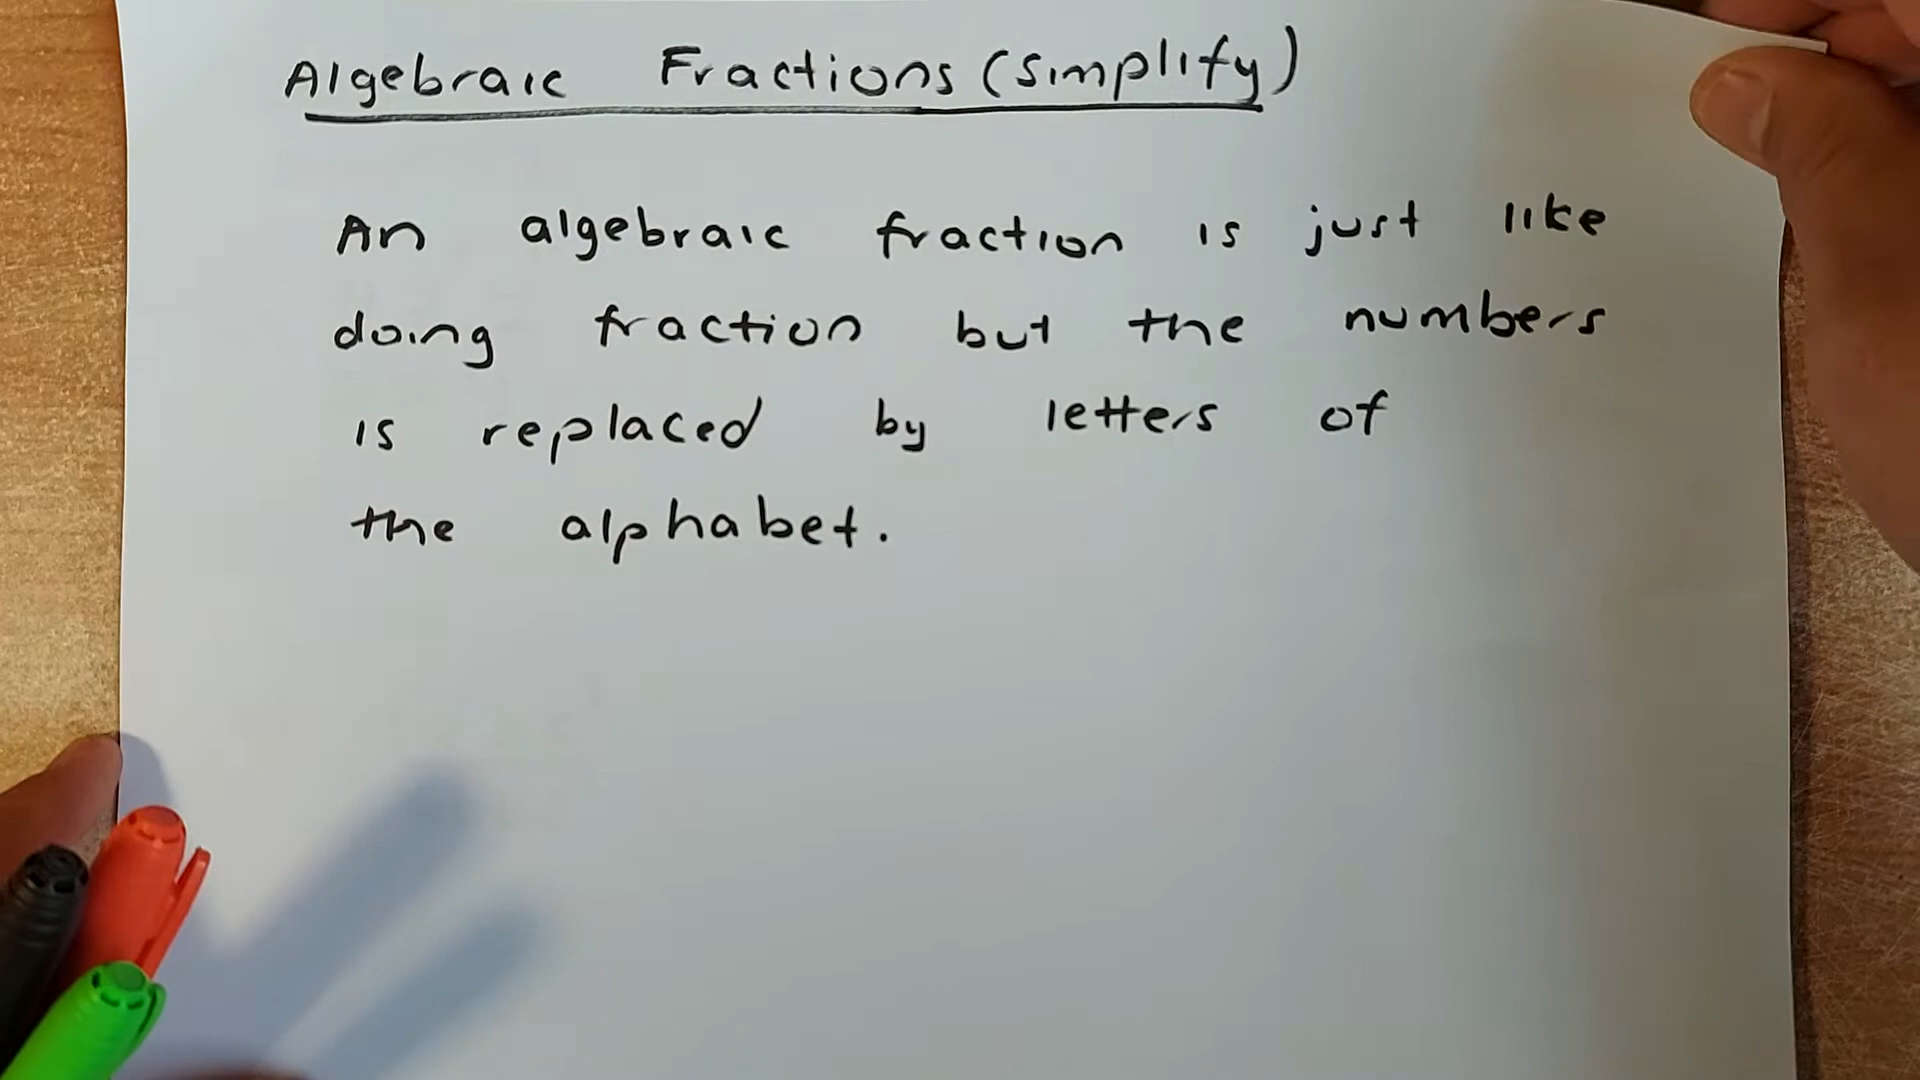 Algebraic Fractions (simplify)
An algebraic fraction is just like
doing fraction but the numbers
is replaced by letters of
the alphabet.